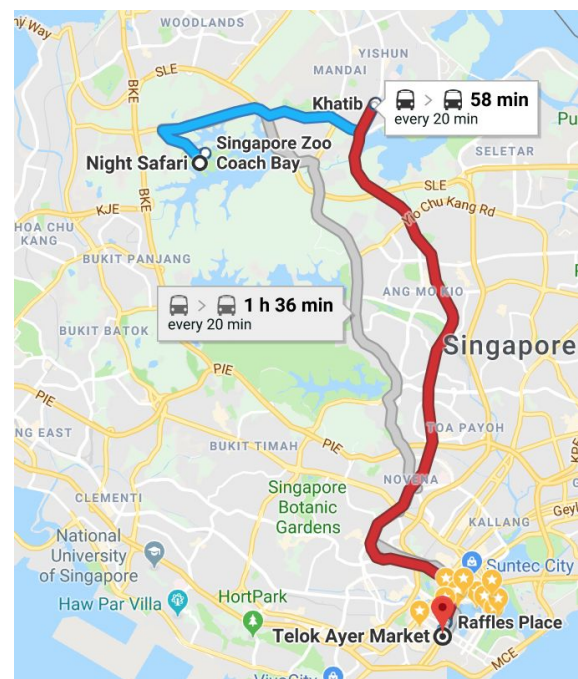 WOODLANDS
Way
YISHUN
SLE
MANDAI
BKE
Khatib
58 min
every 20 min
Singapore Zoo
Coach Bay
Night Safari
SELETAR
SLE
Yio Chu Kang Rd
KJE
BKE
HOA CHU
KANG
BUKIT PANJANG
1 h 36 min
every 20 min
ANG MO KIO
BUKIT BATOK
Singapore
PIE
PIE
NG EAST
TOA PAYOH
BUKIT TIMAH
PIE
KPE
NOVENA
Singapore
Botanic
Gardens
CLEMENTI
KALLANG
Geyl
National
University
of Singapore
Suntec City
HortPark
Haw Par Villa
Raffles Place
Telok Ayer Market
MCE
VivoCity